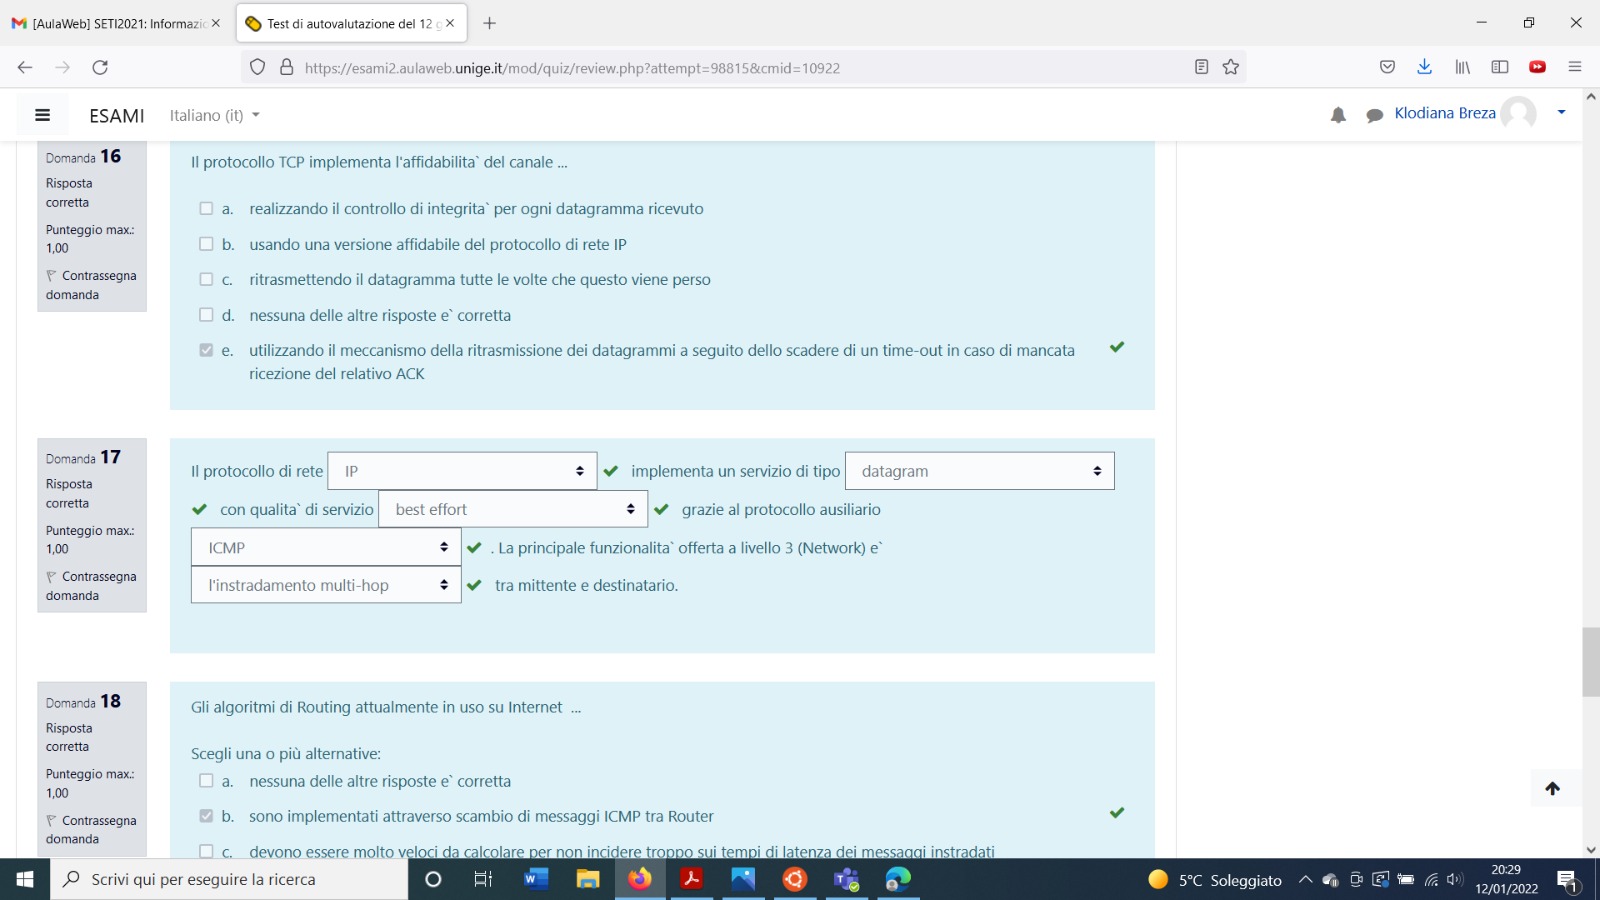 [AulaWeb] SETI2021: Informazio
Test di autovalutazione del 12 g
https://esami2.aulaweb.unige.it/mod/quiz/review.php?attempt=98815&cmid=10922
ESAMI
Italiano (it)
Klodiana Breza
Domanda 16
Risposta
corretta
Punteggio max.:
1,00
Contrassegna
domanda
Il protocollo TCP implementa l'affidabilita` del canale ...
a. realizzando il controllo di integrita` per ogni datagramma ricevuto
b. usando una versione affidabile del protocollo di rete IP
c. ritrasmettendo il datagramma tutte le volte che questo viene perso
d. nessuna delle altre risposte e` corretta
e. utilizzando il meccanismo della ritrasmissione dei datagrammi a seguito dello scadere di un time-out in caso di mancata
ricezione del relativo ACK
Domanda 17
Risposta
corretta
Punteggio max.:
1,00
Contrassegna
domanda
Il protocollo di rete IP implementa un servizio di tipo datagram
con qualita` di servizio best effort grazie al protocollo ausiliario
ICMP . La principale funzionalita` offerta a livello 3 (Network) e`
l'instradamento multi-hop tra mittente e destinatario.
Domanda 18
Risposta
corretta
Punteggio max.:
1,00
Contrassegna
domanda
Gli algoritmi di Routing attualmente in uso su Internet ...
Scegli una o più alternative:
a. nessuna delle altre risposte e` corretta
b. sono implementati attraverso scambio di messaggi ICMP tra Router
c. devono essere molto veloci da calcolare per non incidere troppo sui tempi di latenza dei messaggi instradati
Scrivi qui per eseguire la ricerca
5°C Soleggiato
20:29
12/01/2022
1